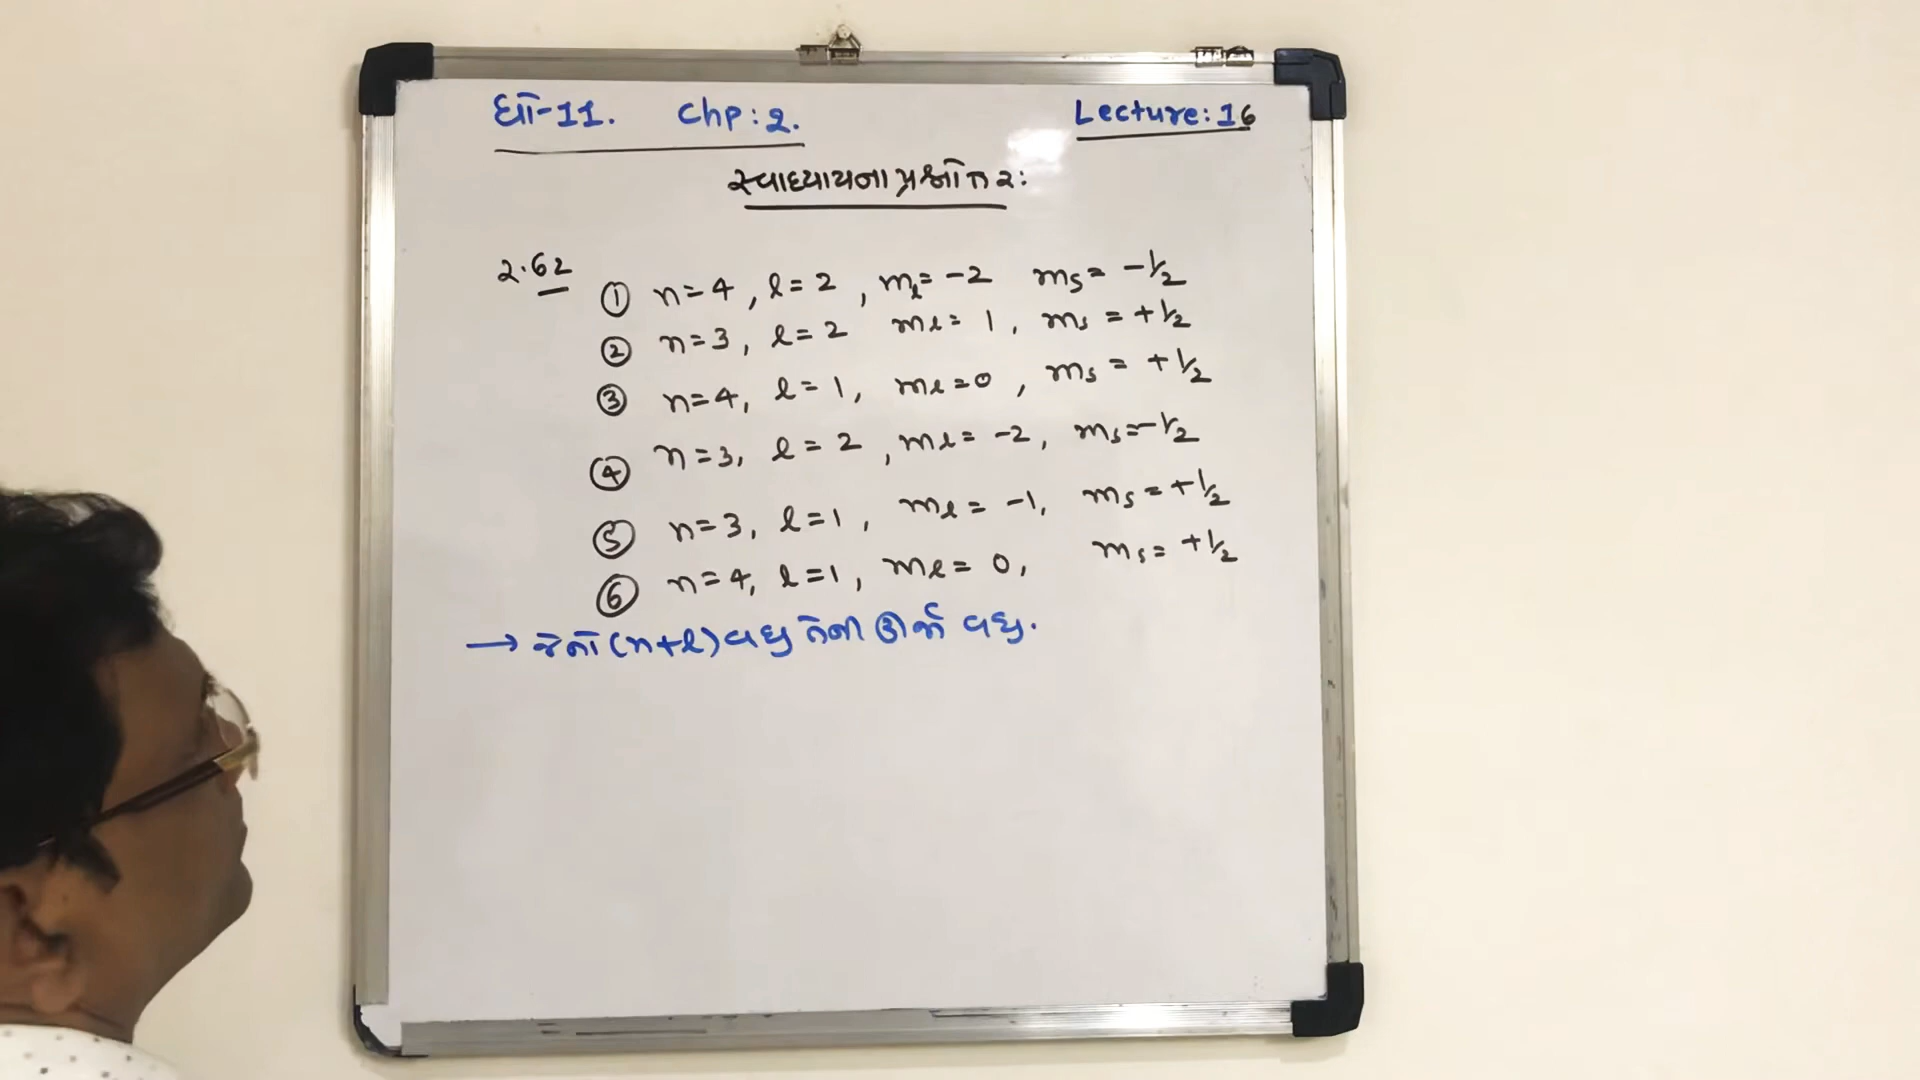 ધો-11. Chp: 2. Lecture: 16
સ્વાધ્યાયના પ્રશ્નોત્તર:
2.62
① n=4, l=2, ml=-2 ms= -1/2
② n=3, l=2 ml= 1, ms = +1/2
③ n=4, l=1, ml=0, ms = +1/2
④ n=3, l=2, ml= -2, ms=-1/2
⑤ n=3, l=1, ml= -1, ms=+1/2
⑥ n=4, l=1, ml= 0, ms= +1/2
→ જેનો (n+l) વધુ તેની ઊર્જા વધુ.